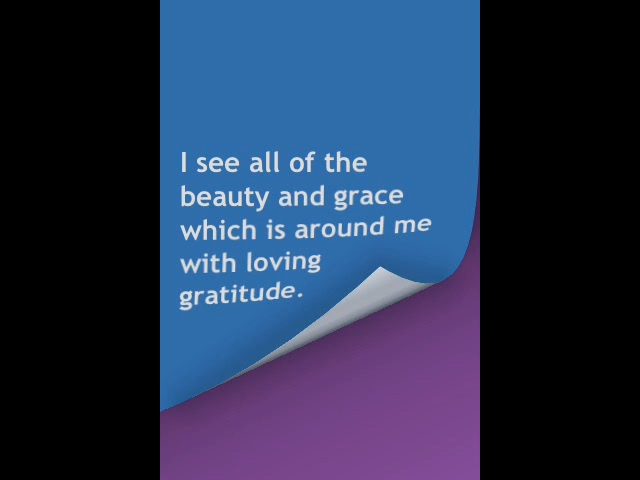 I see all of the
beauty and grace
which is around me
with loving
gratitude.